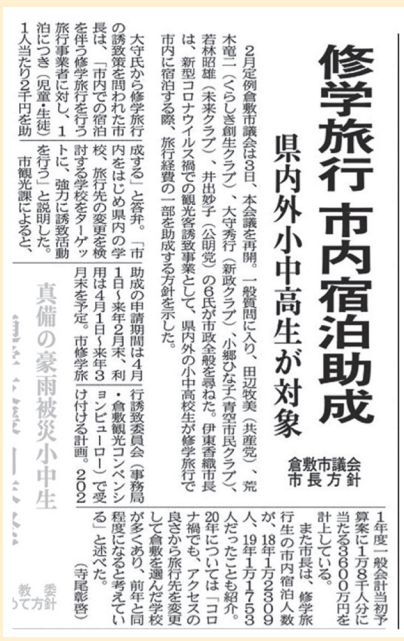 修学旅行 市内宿泊助成
県内外小中高生が対象
倉敷市議会
市長方針
２月定例倉敷市議会は3日、本会議を再開。一般質問に入り、田辺牧美（共産党）、荒
木竜二（くらしき創生クラブ）、大守秀行（新政クラブ）、小郷ひな子（青空市民クラブ）、
若林昭雄（未来クラブ）、井出妙子（公明党）の６氏が市政全般を尋ねた。伊東香織市長
は、新型コロナウイルス禍での観光客誘致事業として、県内外の小中高校生が修学旅行で
市内に宿泊する際、旅行経費の一部を助成する方針を示した。
大守氏から修学旅行
の誘致策を問われた市
長は、「市内での宿泊
を伴う修学旅行を行う
旅行事業者に対し、１
泊につき（児童・生徒）
１人当たり２千円を助
成する」と答弁。「市
内をはじめ県内の学
校、旅行先の変更を検
討する学校をターゲッ
トに、強力に誘致活動
を行う」と説明した。
市観光課によると、
助成の申請期間は４月
１日～来年２月末、利
用は４月１日～来年３
月末を予定。市修学旅
行誘致委員会（事務局
・倉敷観光コンベンシ
ョンビューロー）で受
け付ける計画。２０２
１年度一般会計当初予
算案に１万８千人分に
当たる３６００万円を
計上している。
また市長は、修学旅
行生の市内宿泊人数
が、18年１万２３０９
人、19年１万１７５３
人だったことも紹介。
20年については「コロ
ナ禍でも、アクセスの
良さから旅行先を変更
して倉敷を選んだ学校
が多くあり、前年と同
程度になると考えてい
る」と述べた。
（寺尾彰啓）
真備の豪雨被災小中生
教委
めて方針